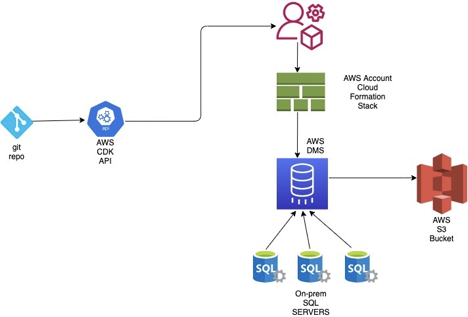 AWS Account
Cloud
Formation
Stack
api
git
repo
AWS
CDK
API
AWS
DMS
AWS
S3
Bucket
SQL
SQL
SQL
On-prem
SQL
SERVERS